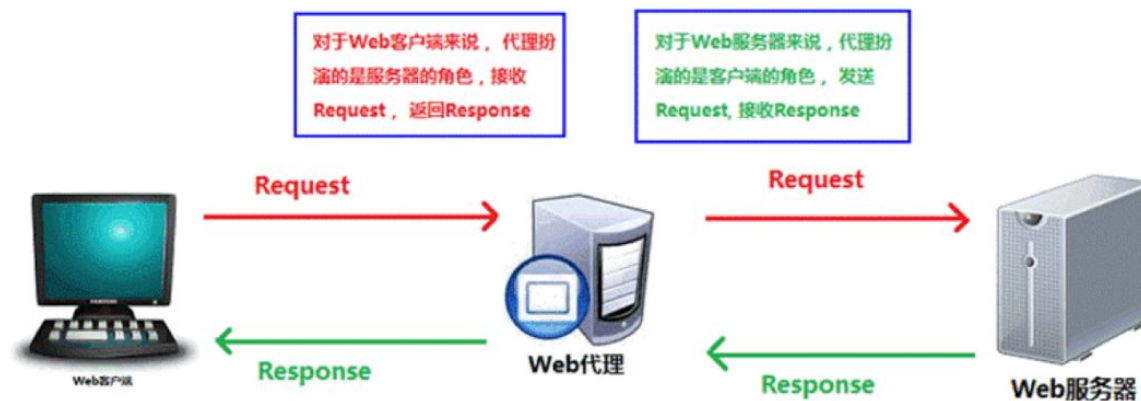 对于Web客户端来说，代理扮
演的是服务器的角色，接收
Request，返回Response
对于Web服务器来说，代理扮
演的是客户端的角色，发送
Request, 接收Response
Request
Request
Response
Web代理
Response
Web客户端
Web服务器